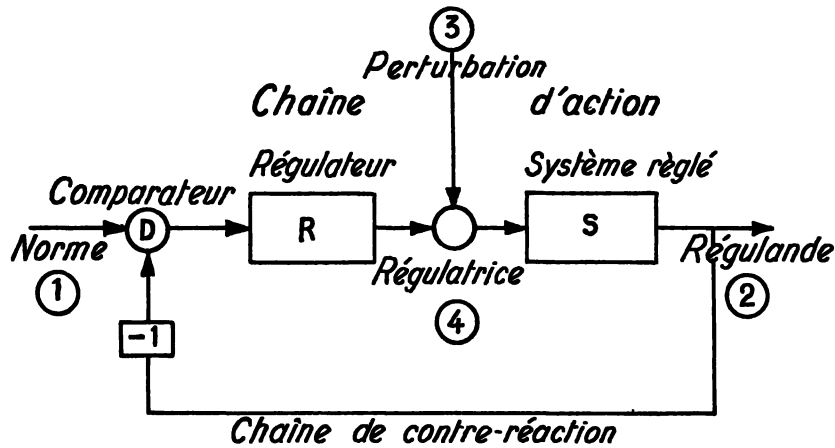 3
Perturbation
Chaîne d'action
Régulateur
Système règlé
Comparateur
D
R
S
Norme
Régulatrice
Régulande
1
4
2
-1
Chaîne de contre-réaction